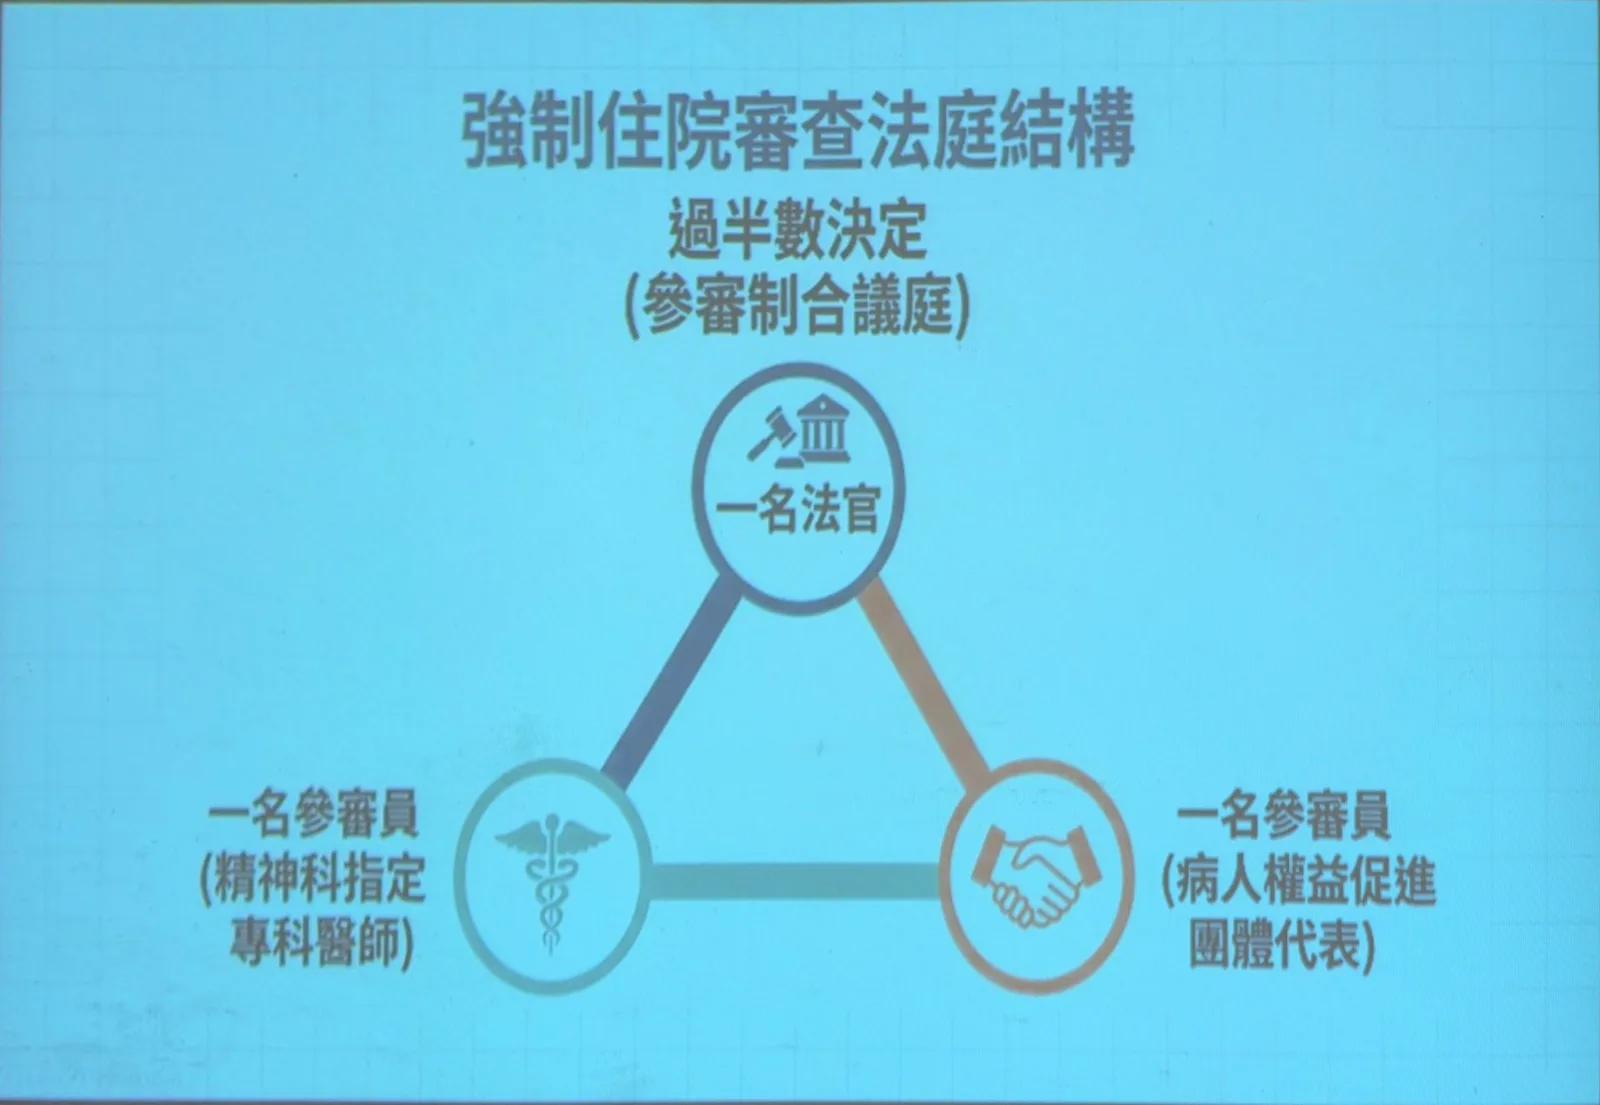 強制住院審查法庭結構
過半數決定
(參審制合議庭)
一名法官
一名參審員
(精神科指定
專科醫師)
一名參審員
(病人權益促進
團體代表)